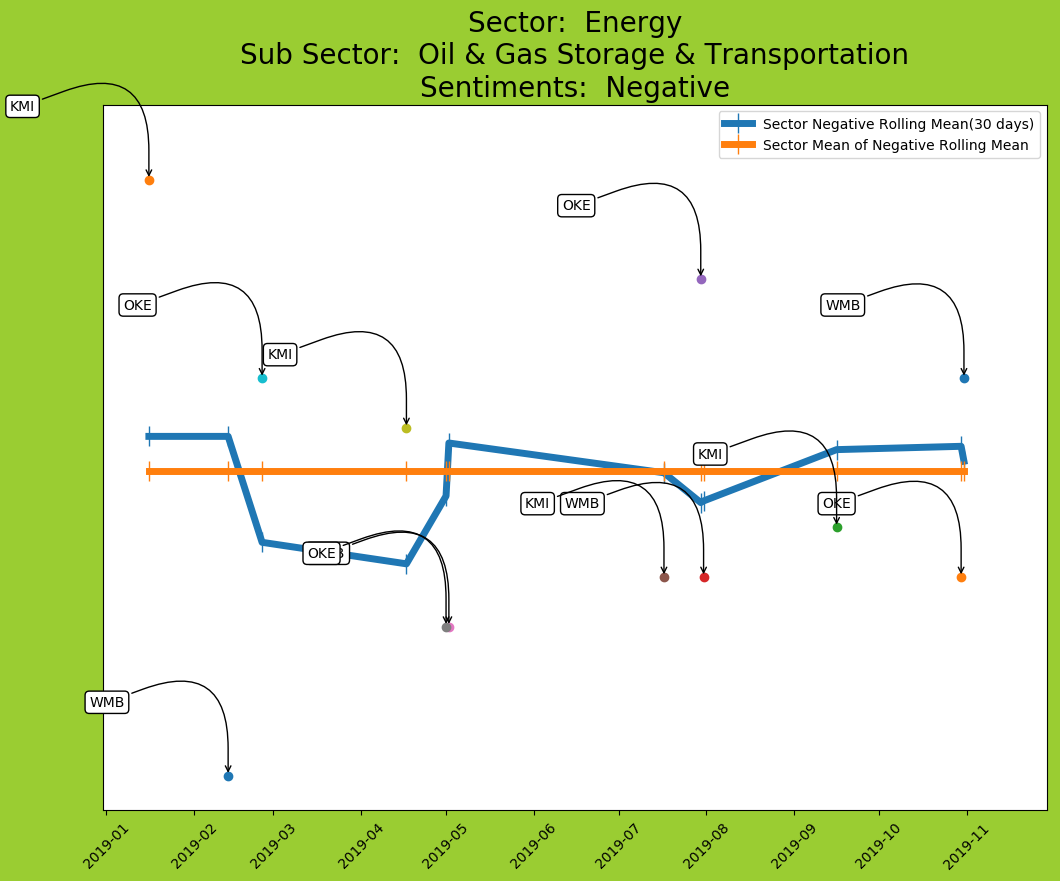 Sector:  Energy
Sub Sector:  Oil & Gas Storage & Transportation
Sentiments:  Negative
KMI
Sector Negative Rolling Mean(30 days)
Sector Mean of Negative Rolling Mean
OKE
OKE
WMB
KMI
KMI
KMI
WMB
OKE
OKE
WMB
2019-01
2019-02
2019-03
2019-04
2019-05
2019-06
2019-07
2019-08
2019-09
2019-10
2019-11